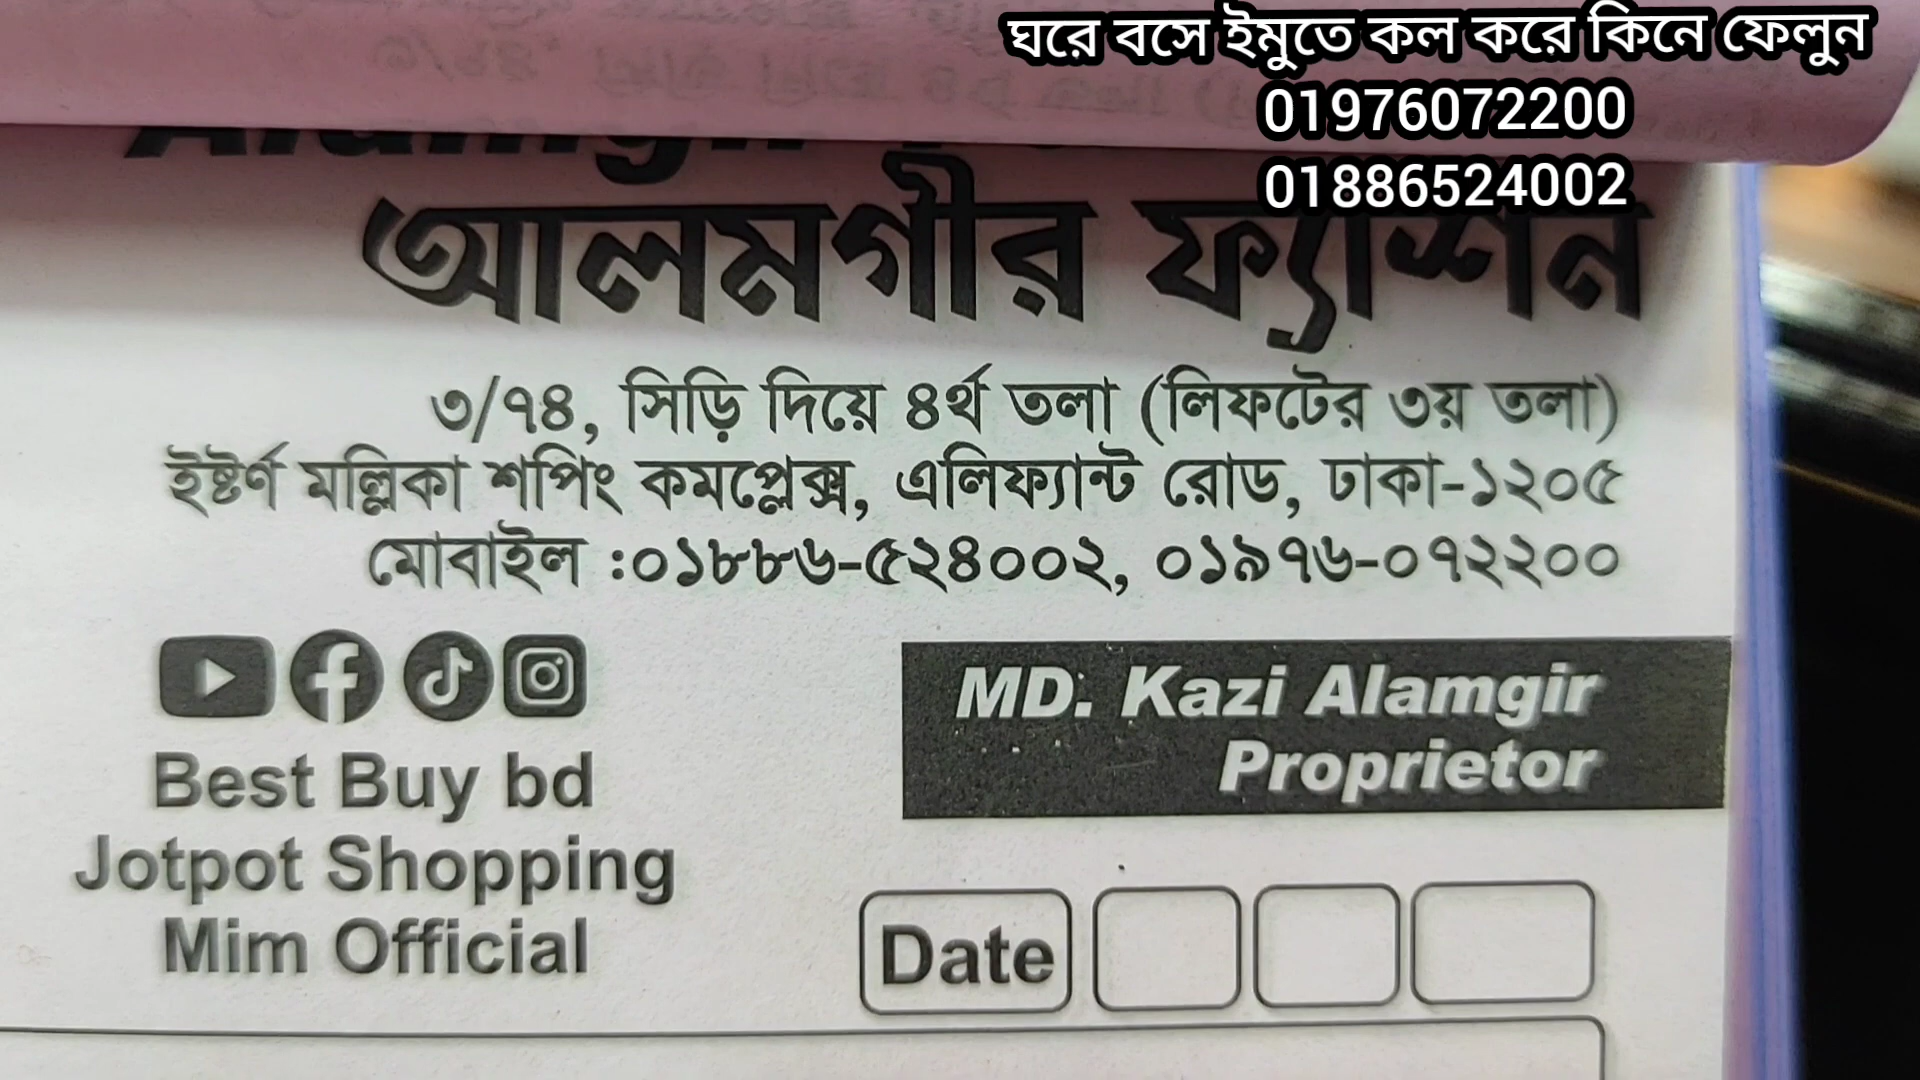 ঘরে বসে ইমুতে কল করে কিনে ফেলুন
01976072200
01886524002
আলমগীর ফ্যাশন
৩/৭৪, সিড়ি দিয়ে ৪র্থ তলা (লিফটের ৩য় তলা)
ইষ্টার্ণ মল্লিকা শপিং কমপ্লেক্স, এলিফ্যান্ট রোড, ঢাকা-১২০৫
মোবাইল :০১৮৮৬-৫২৪০০২, ০১৯৭৬-০৭২২০০
MD. Kazi Alamgir
Proprietor
Best Buy bd
Jotpot Shopping
Mim Official
Date